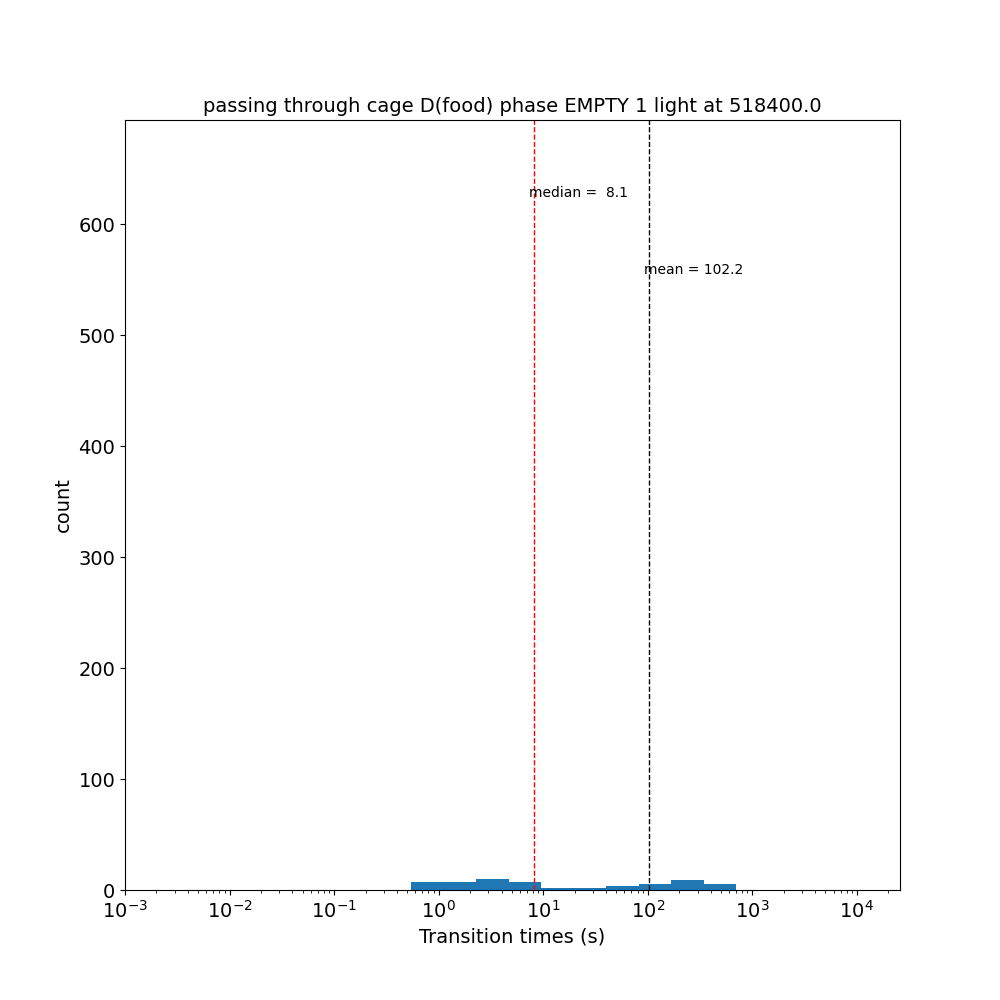 passing through cage D(food) phase EMPTY 1 light at 518400.0
median =  8.1
mean = 102.2
600
500
400
300
200
100
0
count
10⁻³ 10⁻² 10⁻¹ 10⁰ 10¹ 10² 10³ 10⁴
Transition times (s)